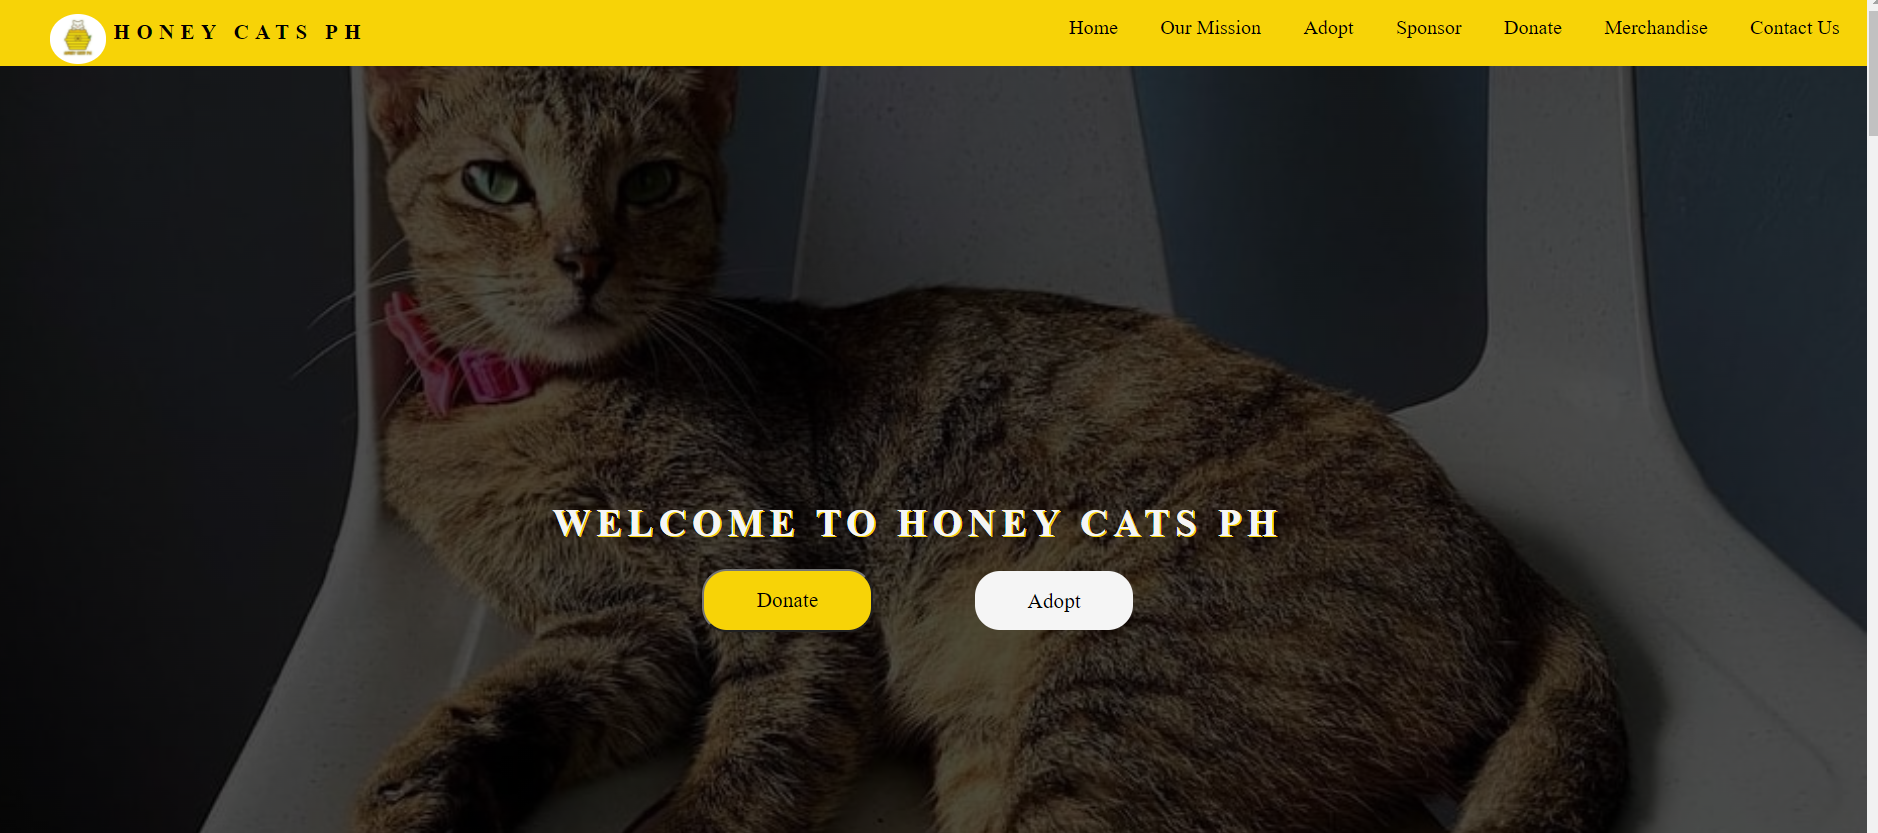 HONEY CATS PH
Home Our Mission Adopt Sponsor Donate Merchandise Contact Us
WELCOME TO HONEY CATS PH
Donate Adopt